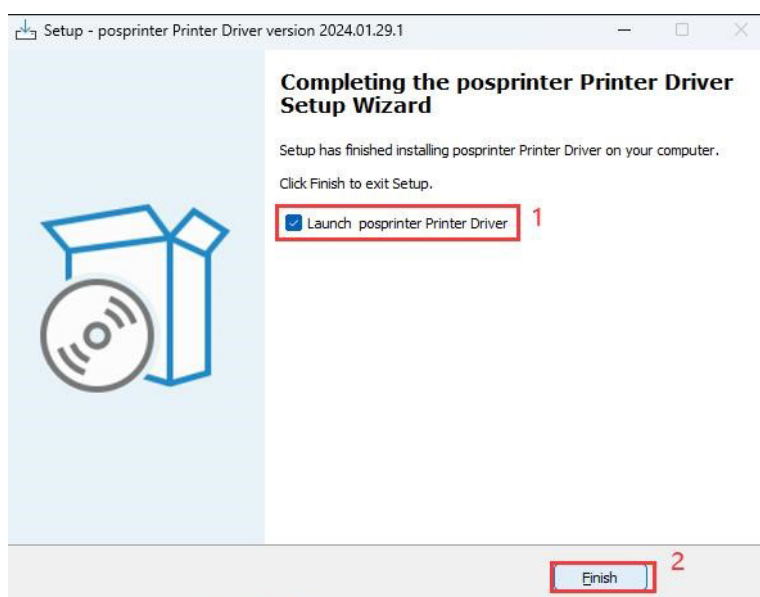 Setup - posprinter Printer Driver version 2024.01.29.1
Completing the posprinter Printer Driver
Setup Wizard
Setup has finished installing posprinter Printer Driver on your computer.
Click Finish to exit Setup.
Launch posprinter Printer Driver
1
Finish
2